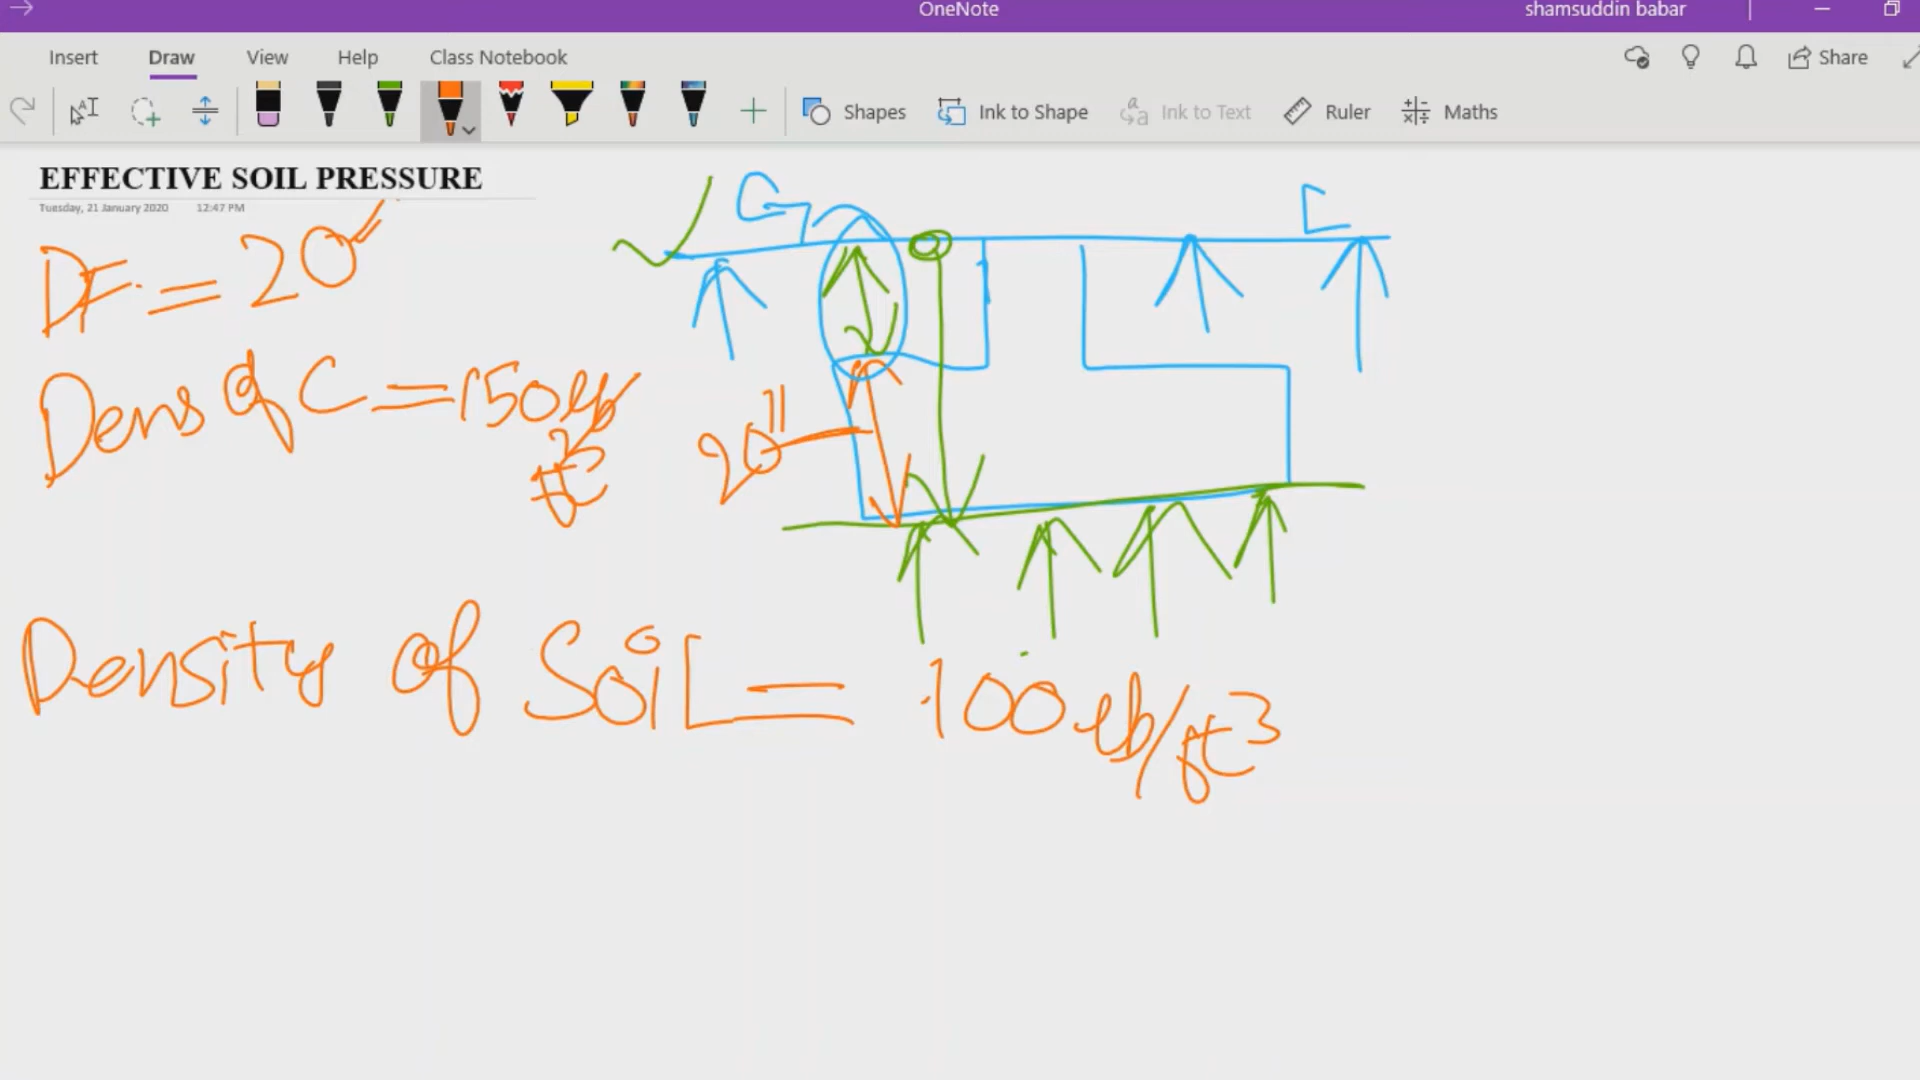 OneNote
shamsuddin babar
Insert Draw View Help Class Notebook
Share
Shapes Ink to Shape Ink to Text Ruler Maths
EFFECTIVE SOIL PRESSURE
Tuesday, 21 January 2020 12:47 PM
DF = 20"
G
Dens of C = 150 lb
20"
Density of SoiL = 100 lb/ft3